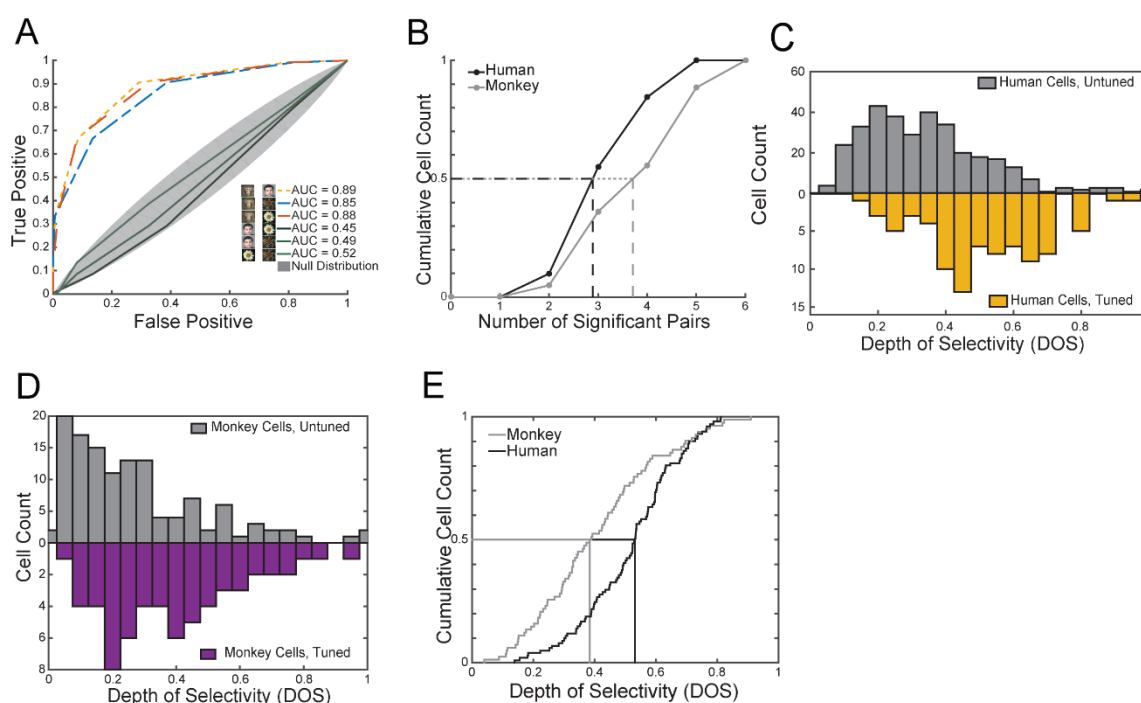 A
1
0.9
0.8
0.7
0.6
0.5
0.4
0.3
0.2
0.1
0
True Positive
0.2
0.4
0.6
0.8
1
False Positive
AUC = 0.89
AUC = 0.85
AUC = 0.88
AUC = 0.45
AUC = 0.49
AUC = 0.52
Null Distribution
B
Human
Monkey
1
0.5
0
Cumulative Cell Count
0 1 2 3 4 5 6
Number of Significant Pairs
C
Human Cells, Untuned
60
40
20
0
5
10
15
Cell Count
Human Cells, Tuned
0 0.2 0.4 0.6 0.8
Depth of Selectivity (DOS)
D
Monkey Cells, Untuned
20
15
10
5
0
2
4
6
8
Cell Count
Monkey Cells, Tuned
0 0.2 0.4 0.6 0.8 1
Depth of Selectivity (DOS)
E
Monkey
Human
1
0.5
0
Cumulative Cell Count
0 0.2 0.4 0.6 0.8 1
Depth of Selectivity (DOS)